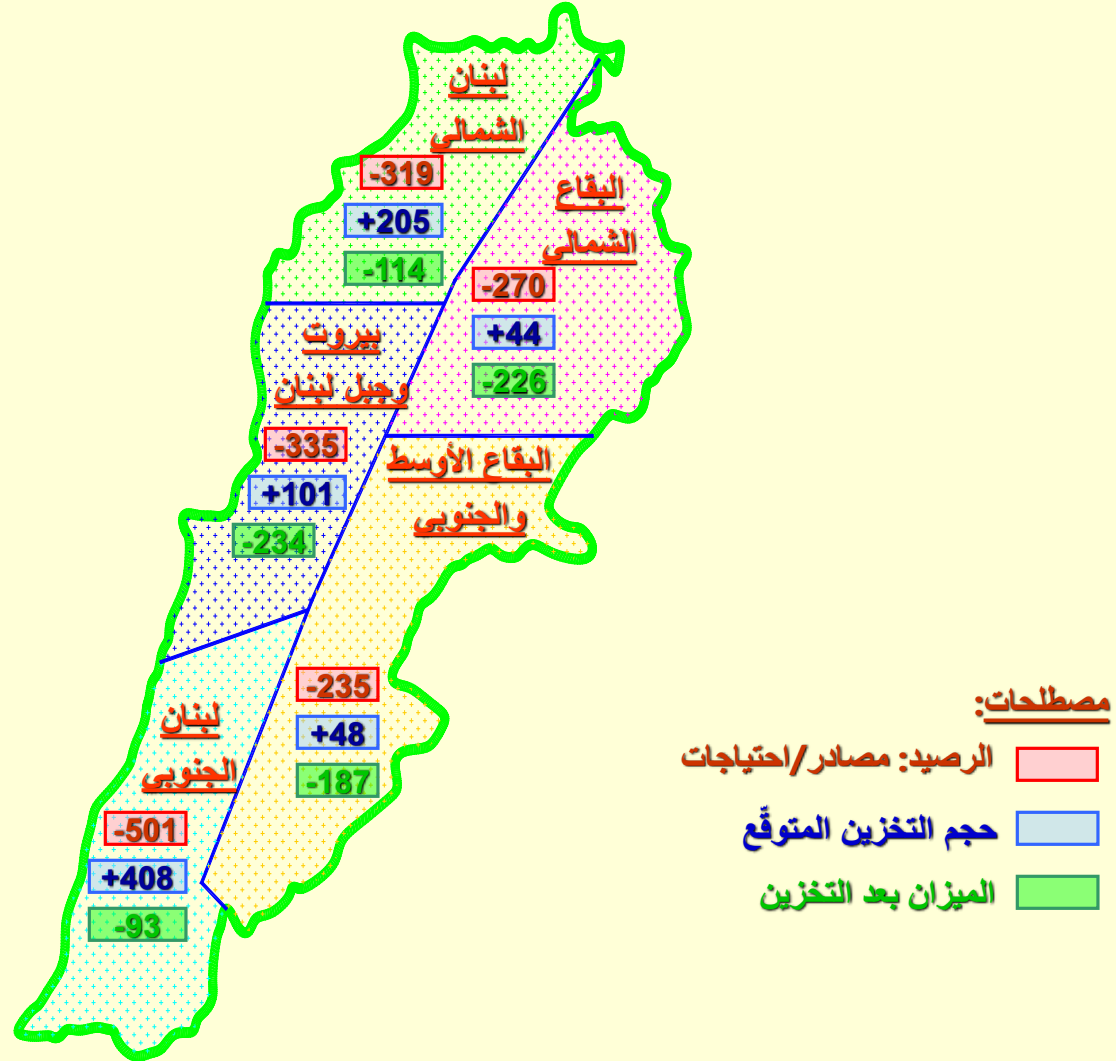 لبنان
الشمالي
-319
+205
-114
البقاع
الشمالي
-270
+44
-226
بيروت
وجبل لبنان
-335
+101
-234
البقاع الأوسط
والجنوبي
-235
+48
-187
لبنان
الجنوبي
-501
+408
-93
مصطلحات:
الرصيد: مصادر/احتياجات
حجم التخزين المتوقّع
الميزان بعد التخزين